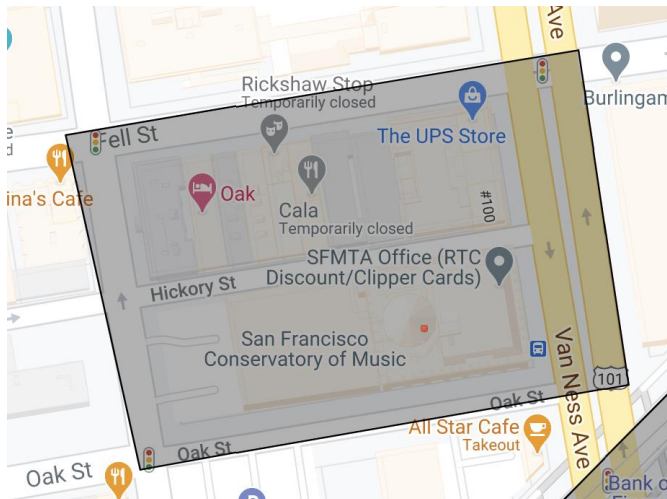 Ave
Rickshaw Stop
Temporarily closed
Burlingam
Fell St
The UPS Store
ina's Cafe
Oak
Cala
Temporarily closed
#100
SFMTA Office (RTC
Discount/Clipper Cards)
Hickory St
San Francisco
Conservatory of Music
Van Ness Ave
101
Oak St
All Star Cafe
Takeout
Oak St
Oak St
Bank o
Ave